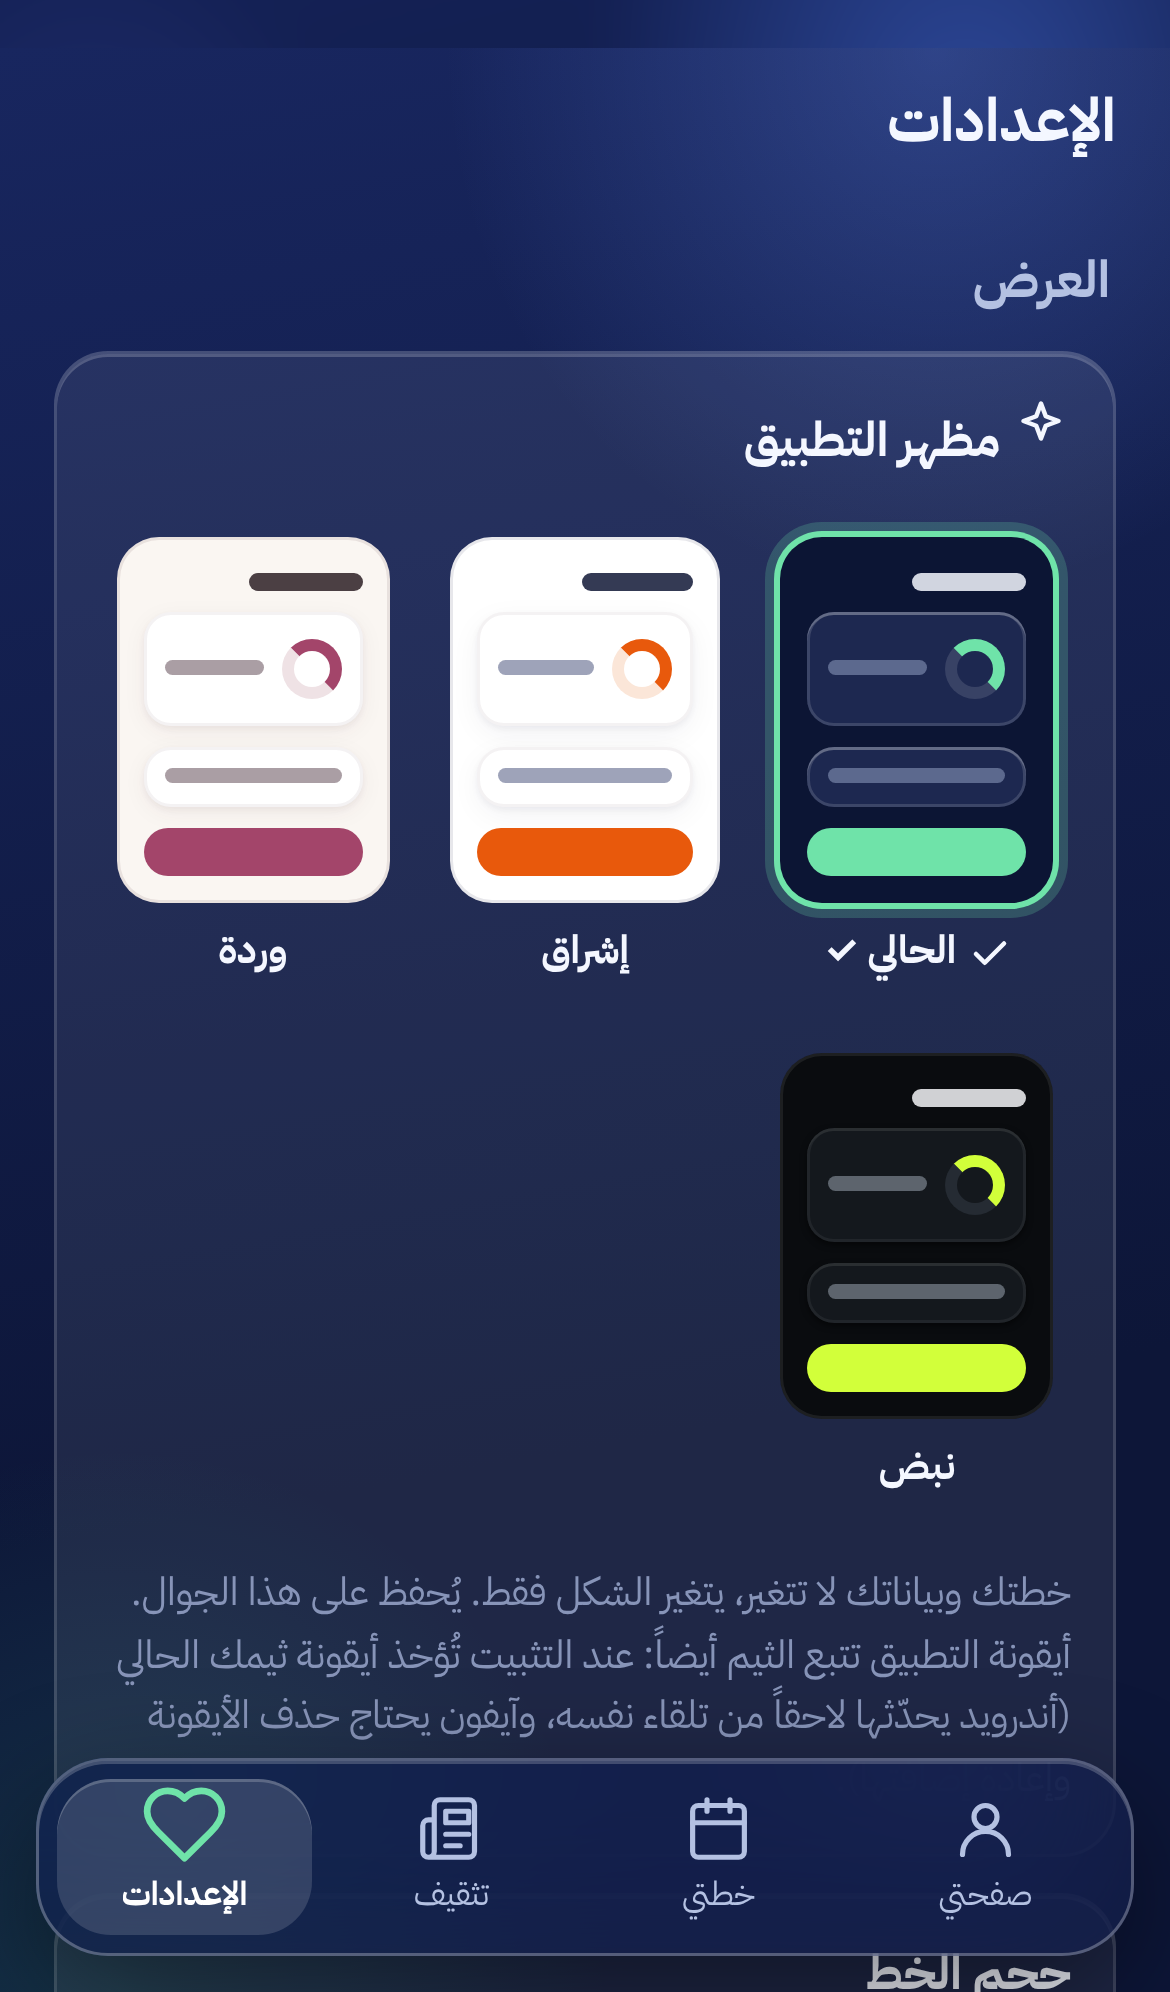 الإعدادات
العرض
مظهر التطبيق
✓ الحالي ✓
إشراق
وردة
نبض
خطتك وبياناتك لا تتغير، يتغير الشكل فقط. يُحفظ على هذا الجوال.
أيقونة التطبيق تتبع الثيم أيضاً: عند التثبيت تُؤخذ أيقونة ثيمك الحالي
(أندرويد يحدّثها لاحقاً من تلقاء نفسه، وآيفون يحتاج حذف الأيقونة
صفحتي
خطتي
تثقيف
الإعدادات
حجم الخط